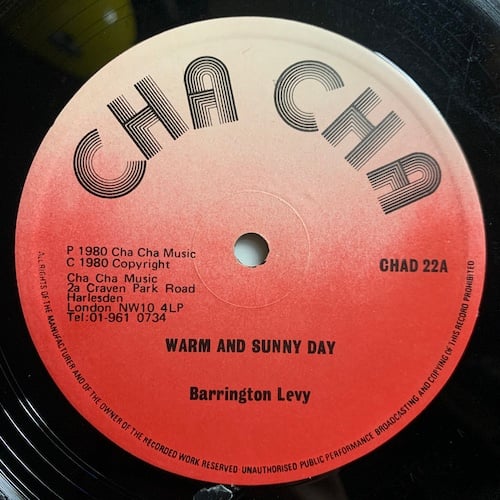 CHA CHA
P 1980 Cha Cha Music
C 1980 Copyright
Cha Cha Music
2a Craven Park Road
Harlesden
London NW10 4LP
Tel:01-961 0734
CHAD 22A
WARM AND SUNNY DAY
Barrington Levy
ALL RIGHTS OF THE MANUFACTURER AND OF THE OWNER OF THE RECORDED WORK RESERVED UNAUTHORISED PUBLIC PERFORMANCE BROADCASTING AND COPYING OF THIS RECORD PROHIBITED